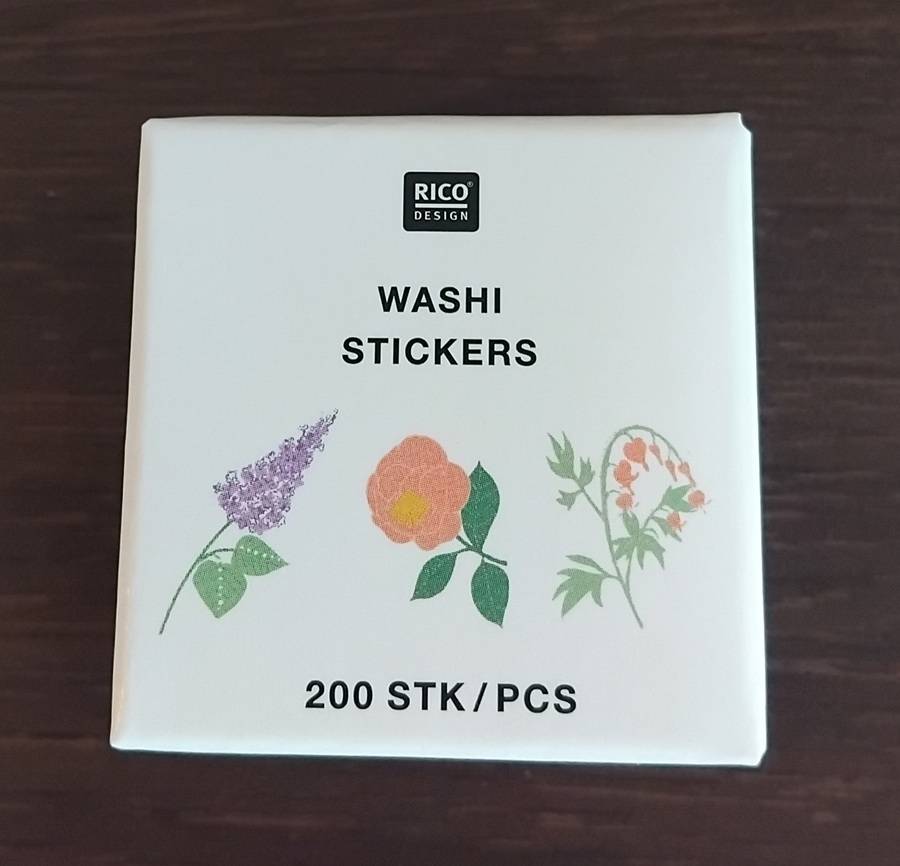 RICO®
DESIGN
WASHI
STICKERS
200 STK/PCS